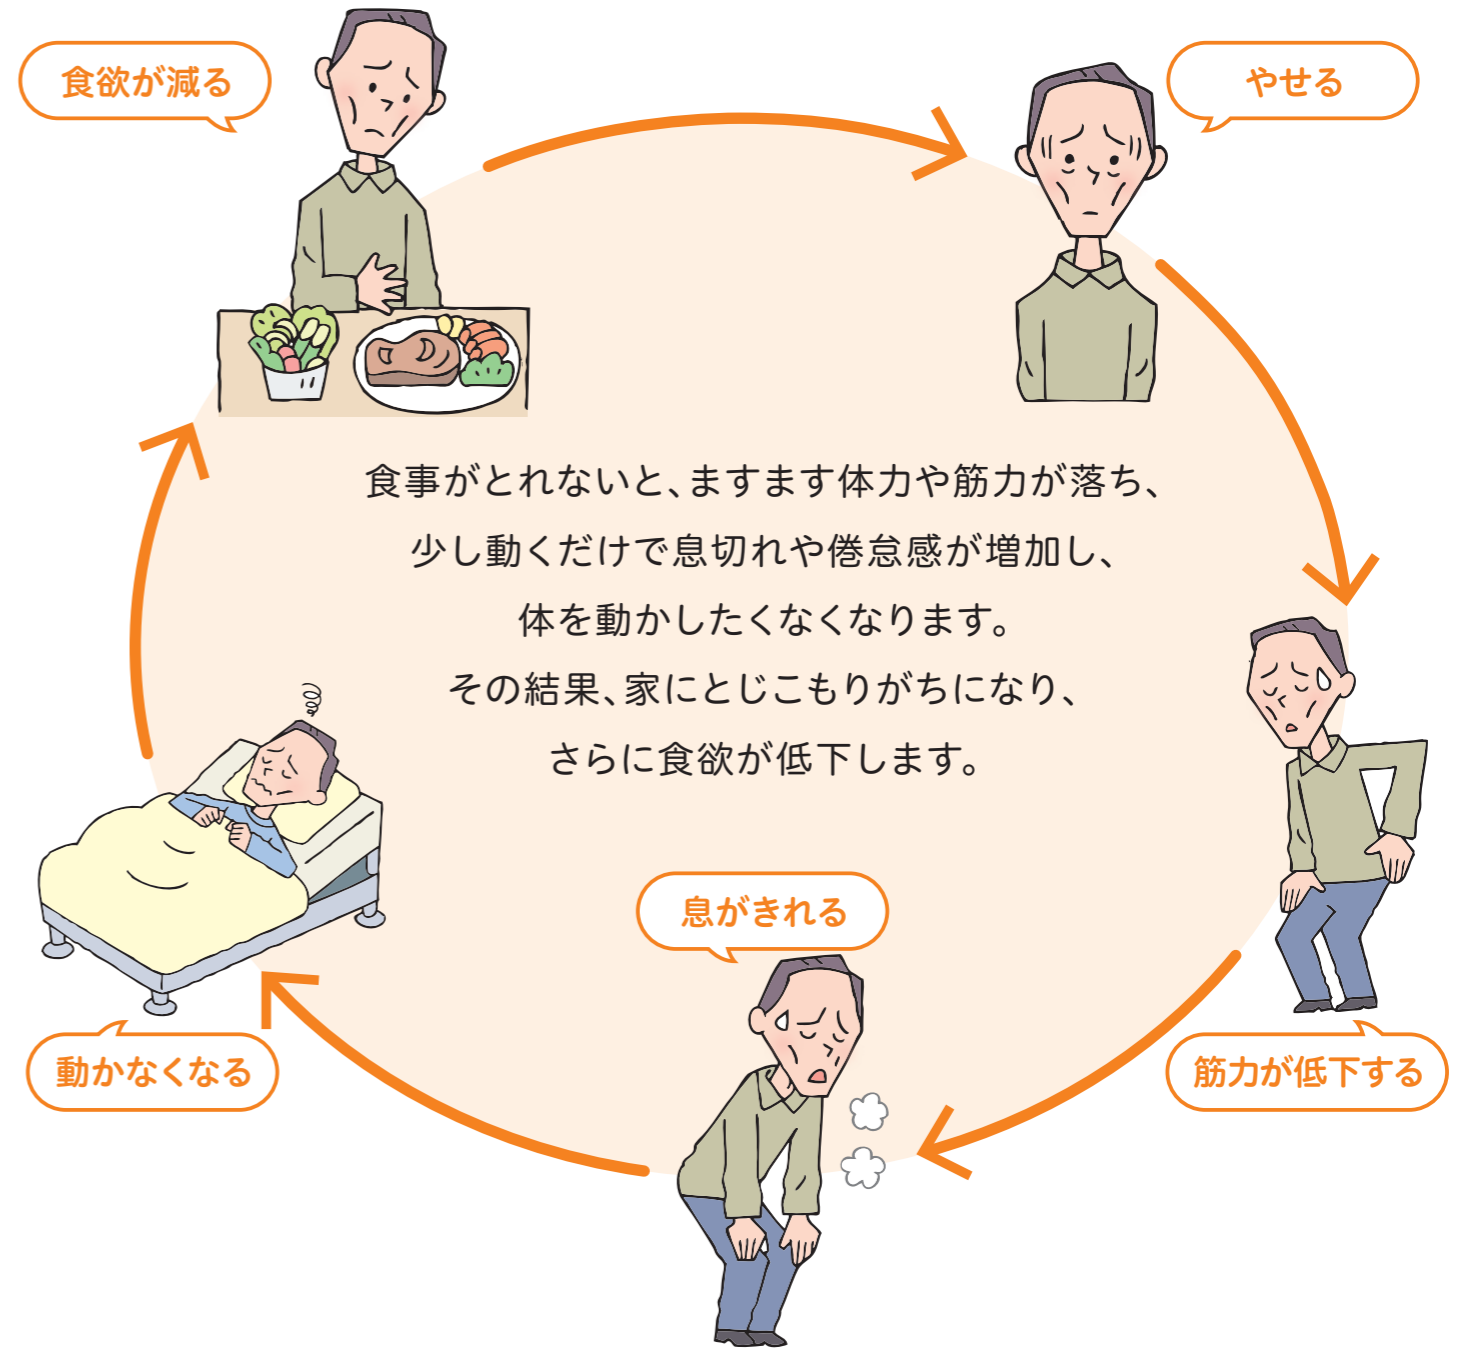 食欲が減る
やせる
食事がとれないと、ますます体力や筋力が落ち、
少し動くだけで息切れや倦怠感が増加し、
体を動かしたくなくなります。
その結果、家にとじこもりがちになり、
さらに食欲が低下します。
息がきれる
動かなくなる
筋力が低下する